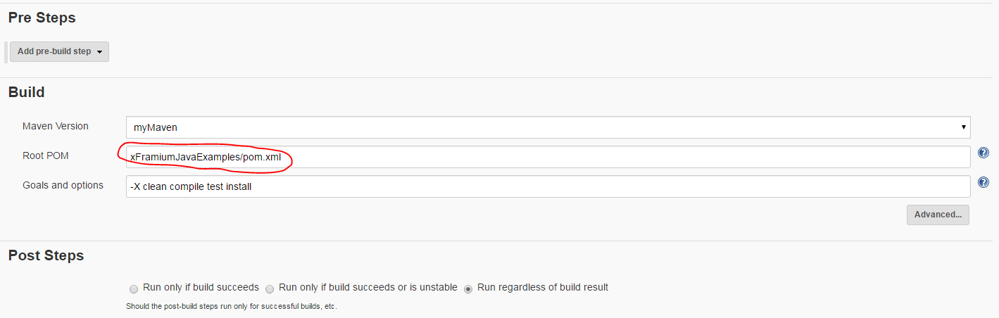 Pre Steps
Add pre-build step
Build
Maven Version
myMaven
Root POM
xFramiumJavaExamples/pom.xml
Goals and options
-X clean compile test install
Advanced...
Post Steps
Run only if build succeeds Run only if build succeeds or is unstable Run regardless of build result
Should the post-build steps run only for successful builds, etc.